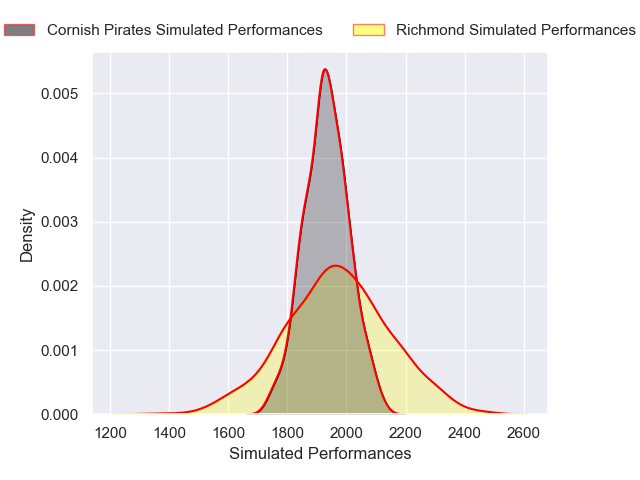 Cornish Pirates Simulated Performances Richmond Simulated Performances
0.005
0.004
0.003
0.002
0.001
0.000
Density
1200 1400 1600 1800 2000 2200 2400 2600
Simulated Performances